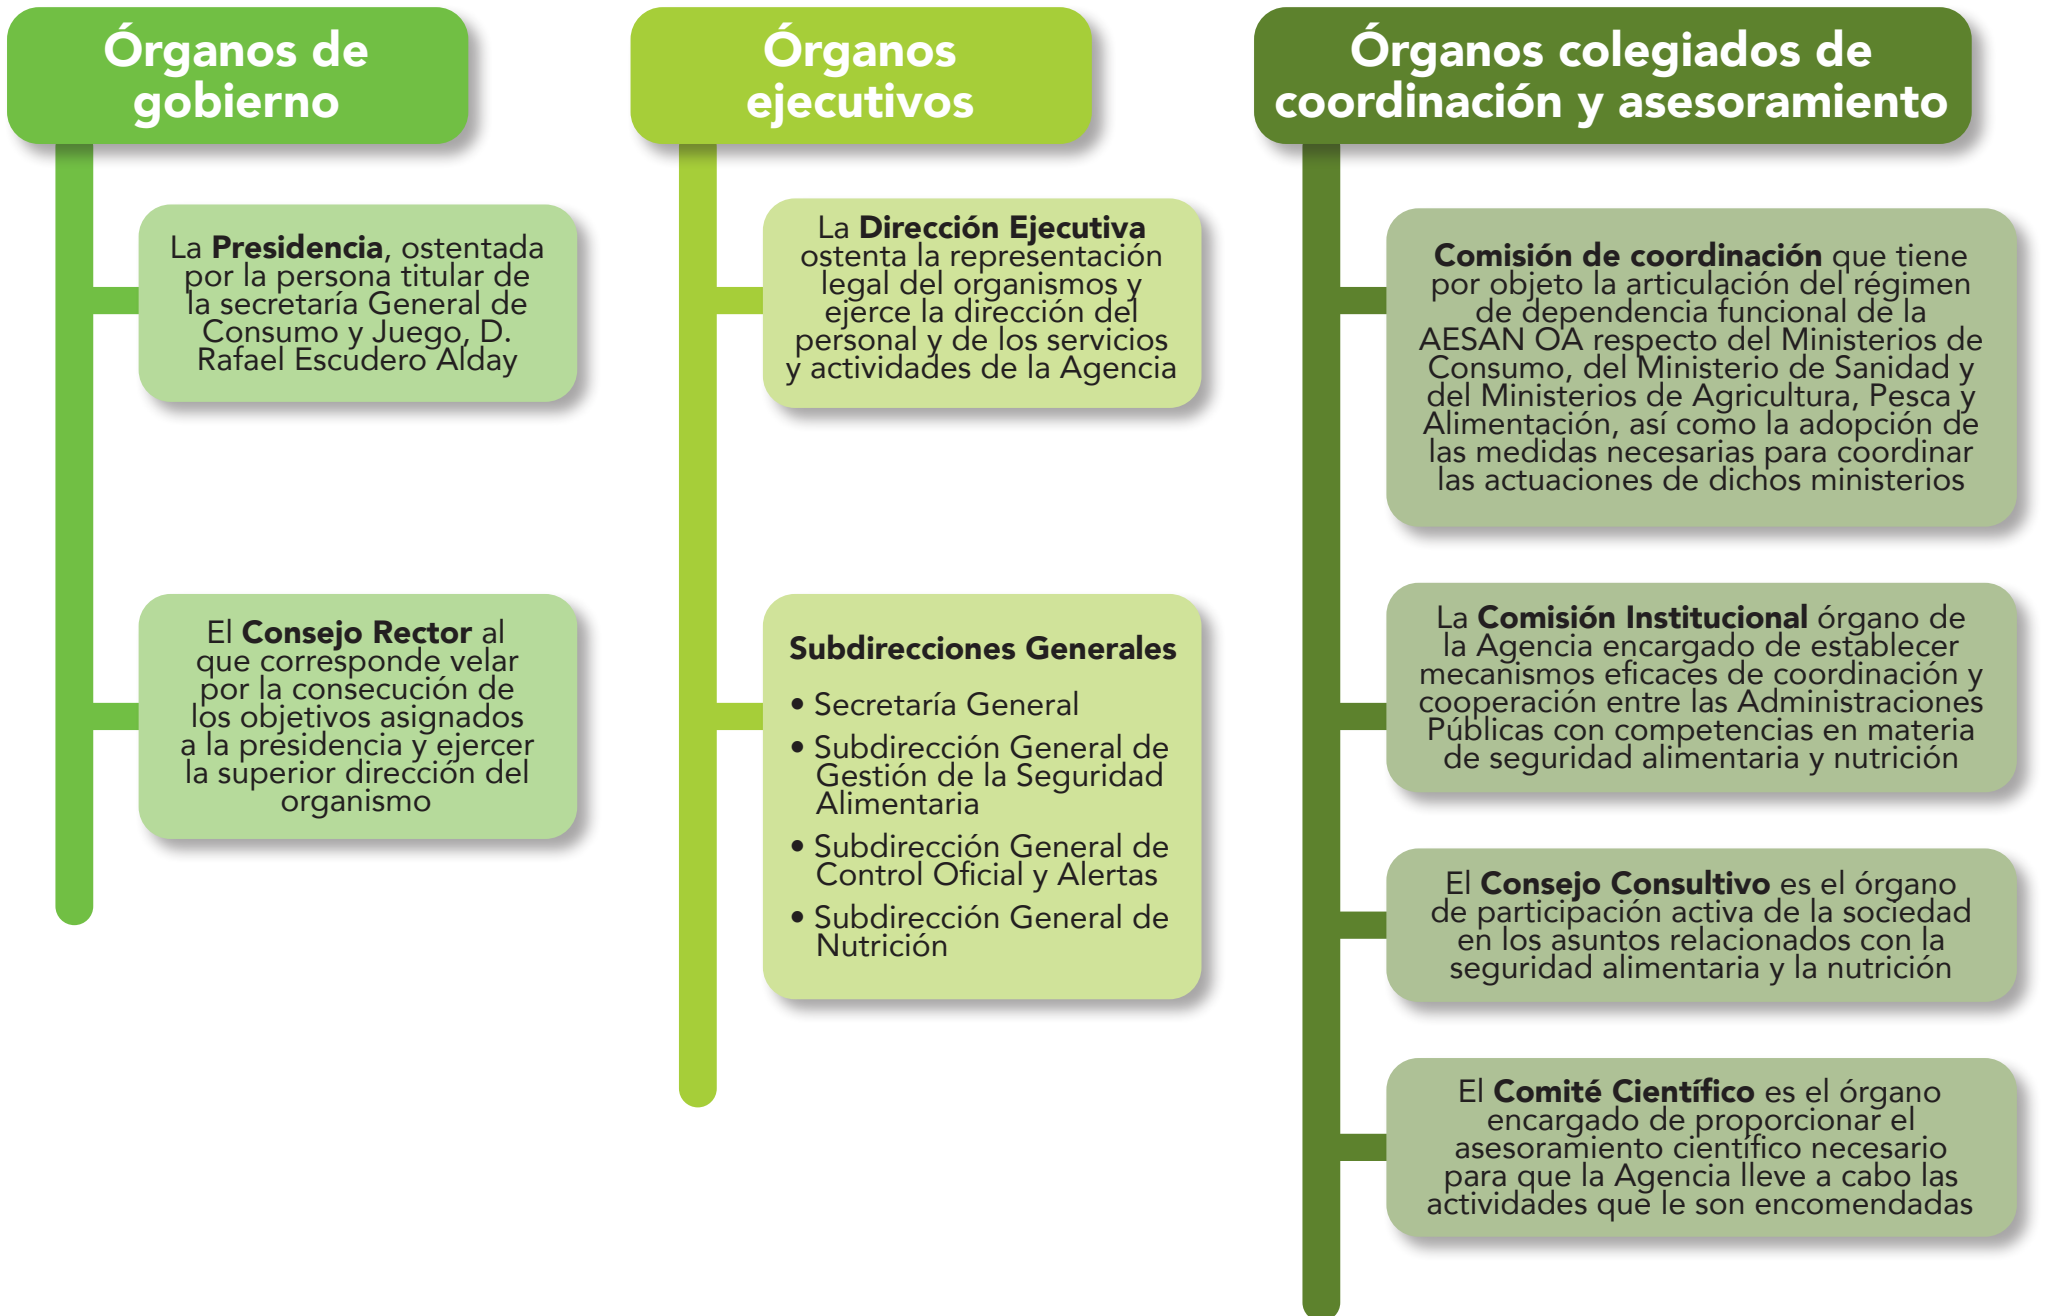 Órganos de
gobierno
La Presidencia, ostentada
por la persona titular de
la secretaría General de
Consumo y Juego, D.
Rafael Escudero Alday
El Consejo Rector al
que corresponde velar
por la consecución de
los objetivos asignados
a la presidencia y ejercer
la superior dirección del
organismo
Órganos
ejecutivos
La Dirección Ejecutiva
ostenta la representación
legal del organismos y
ejerce la dirección del
personal y de los servicios
y actividades de la Agencia
Subdirecciones Generales
• Secretaría General
• Subdirección General de
Gestión de la Seguridad
Alimentaria
• Subdirección General de
Control Oficial y Alertas
• Subdirección General de
Nutrición
Órganos colegiados de
coordinación y asesoramiento
Comisión de coordinación que tiene
por objeto la articulación del régimen
de dependencia funcional de la
AESAN OA respecto del Ministerios de
Consumo, del Ministerio de Sanidad y
del Ministerios de Agricultura, Pesca y
Alimentación, así como la adopción de
las medidas necesarias para coordinar
las actuaciones de dichos ministerios
La Comisión Institucional órgano de
la Agencia encargado de establecer
mecanismos eficaces de coordinación y
cooperación entre las Administraciones
Públicas con competencias en materia
de seguridad alimentaria y nutrición
El Consejo Consultivo es el órgano
de participación activa de la sociedad
en los asuntos relacionados con la
seguridad alimentaria y la nutrición
El Comité Científico es el órgano
encargado de proporcionar el
asesoramiento científico necesario
para que la Agencia lleve a cabo las
actividades que le son encomendadas